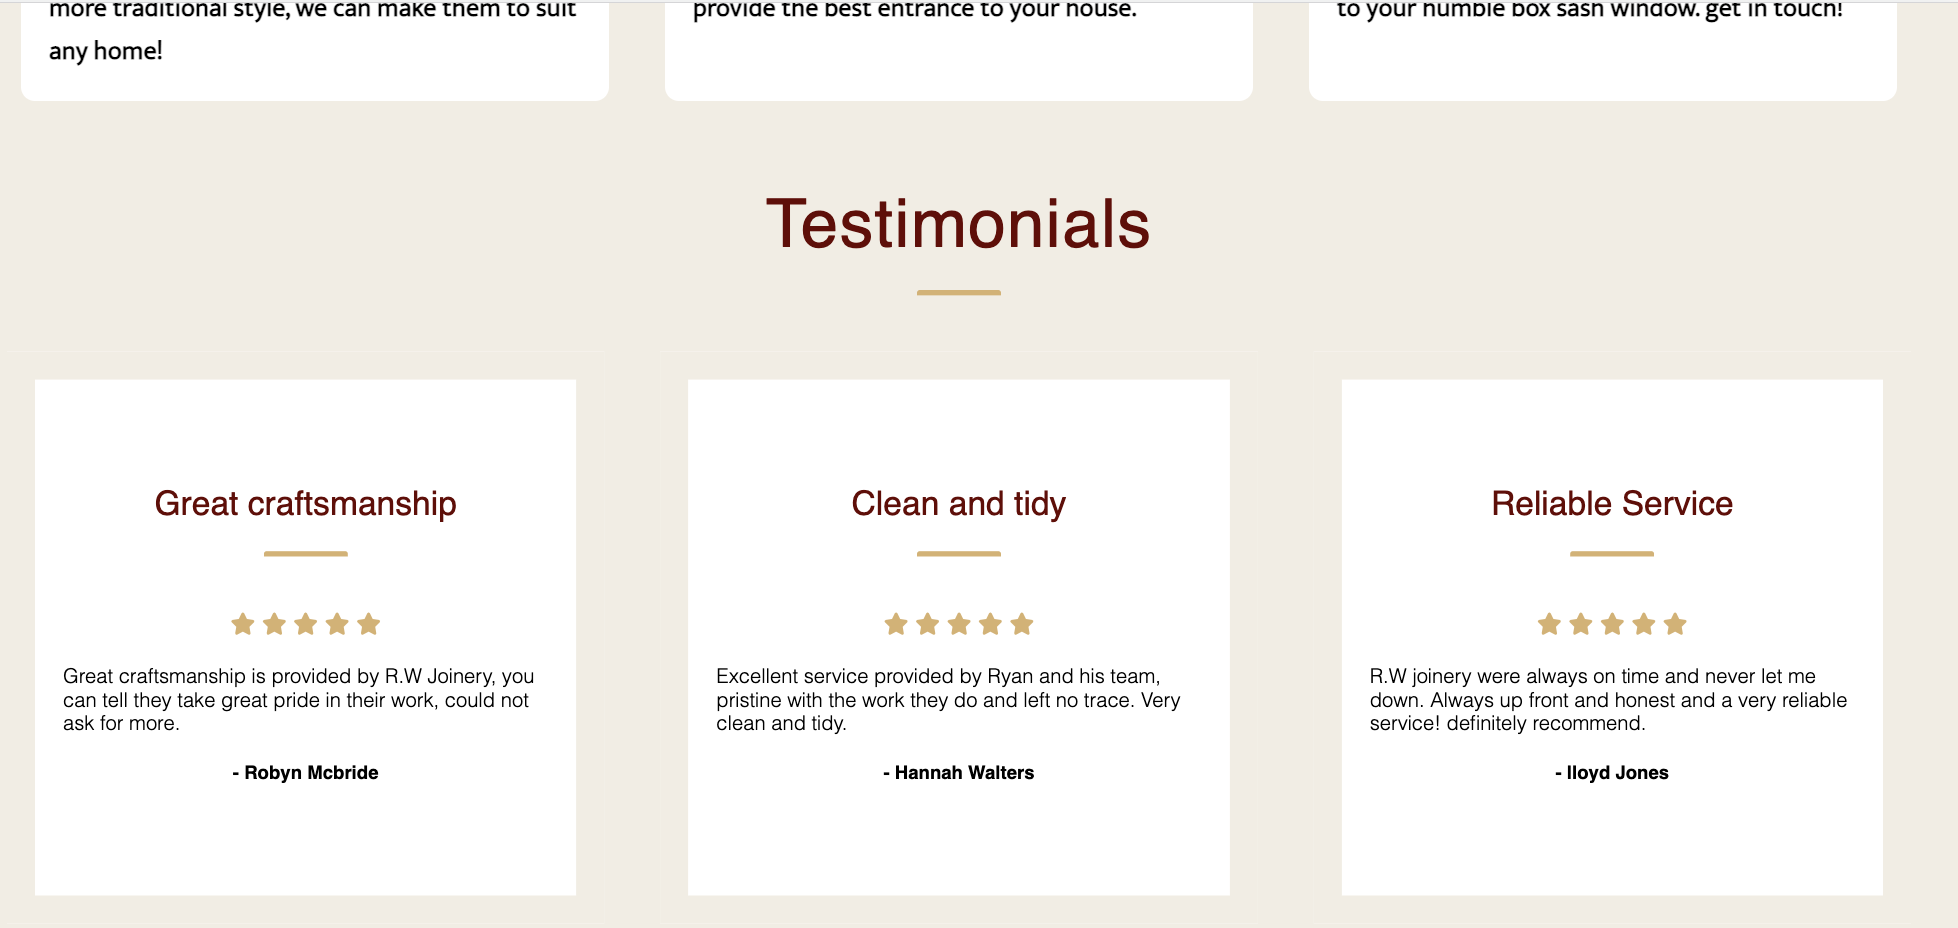 more traditional style, we can make them to suit
any home!
provide the best entrance to your house.
to your humble box sash window. get in touch!
Testimonials
Great craftsmanship
Great craftsmanship is provided by R.W Joinery, you
can tell they take great pride in their work, could not
ask for more.
- Robyn Mcbride
Clean and tidy
Excellent service provided by Ryan and his team,
pristine with the work they do and left no trace. Very
clean and tidy.
- Hannah Walters
Reliable Service
R.W joinery were always on time and never let me
down. Always up front and honest and a very reliable
service! definitely recommend.
- lloyd Jones